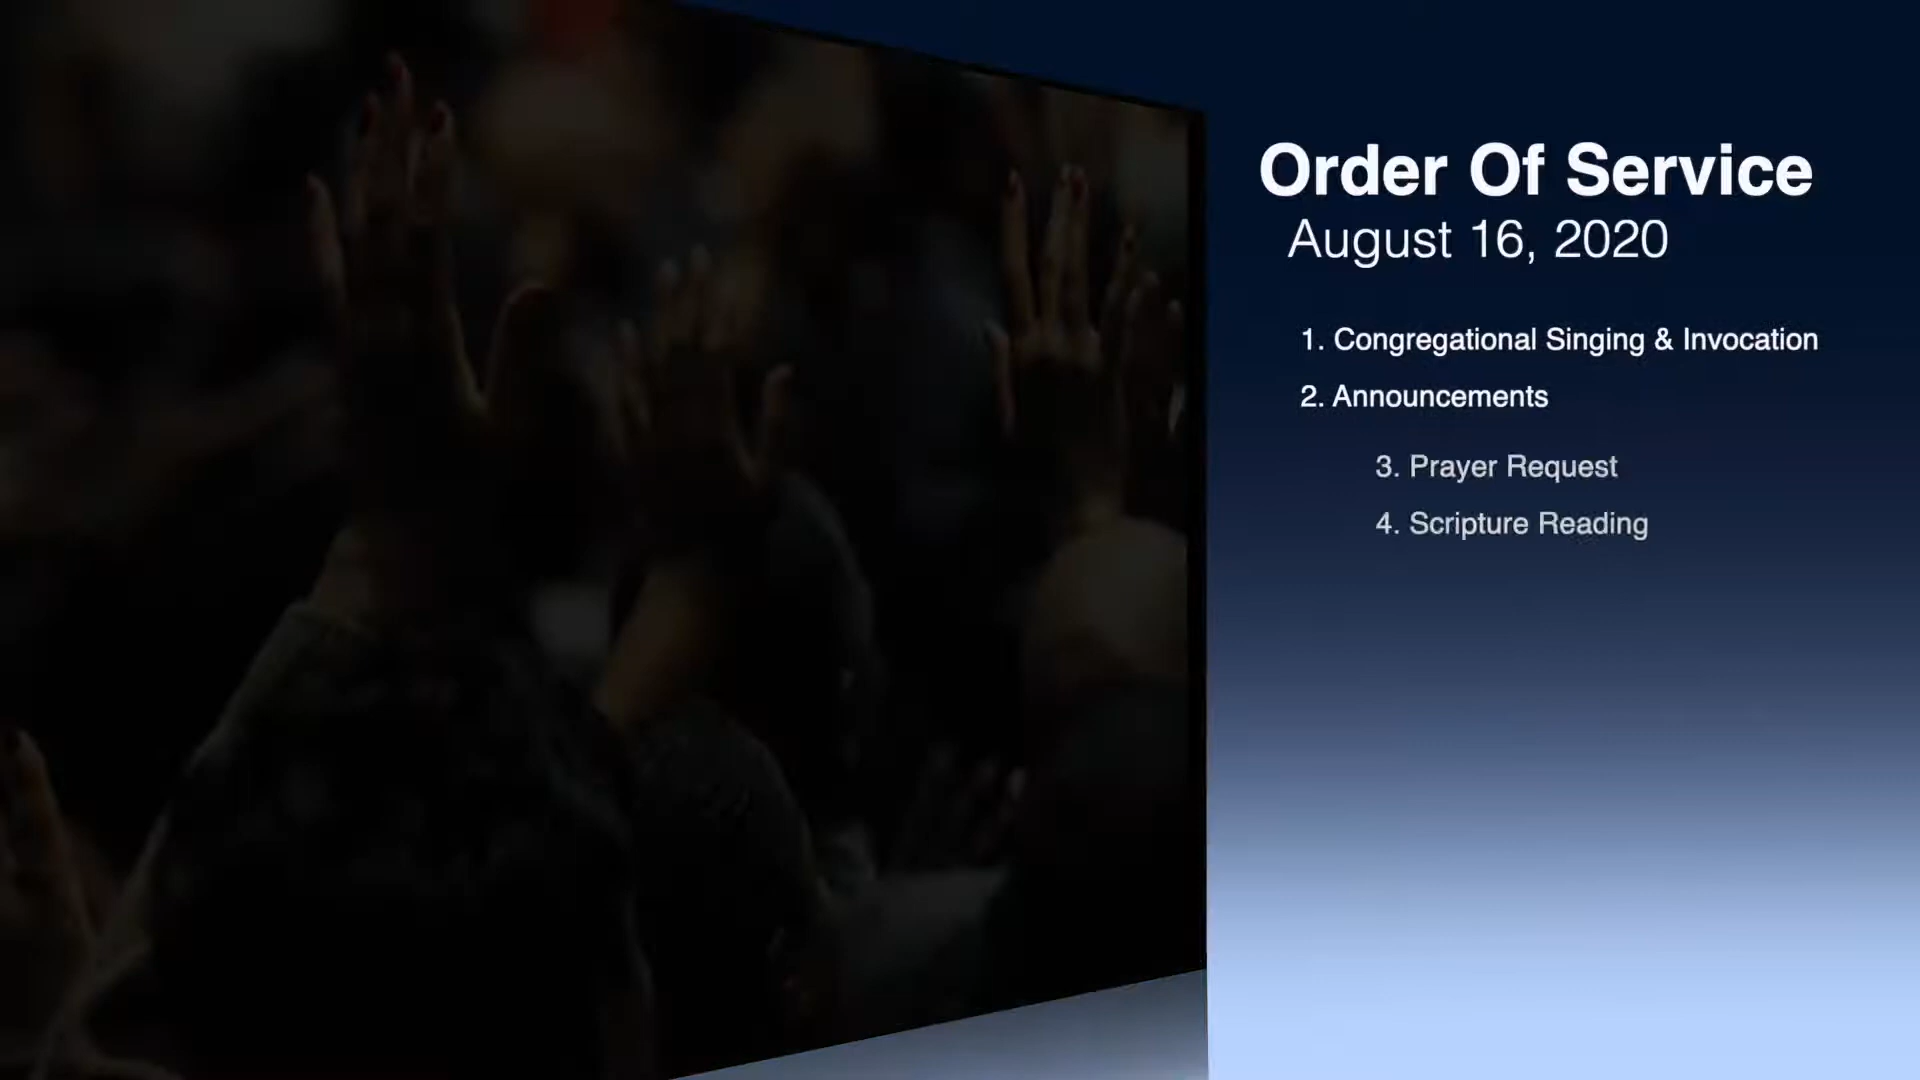 Order Of Service
August 16, 2020
1. Congregational Singing & Invocation
2. Announcements
3. Prayer Request
4. Scripture Reading